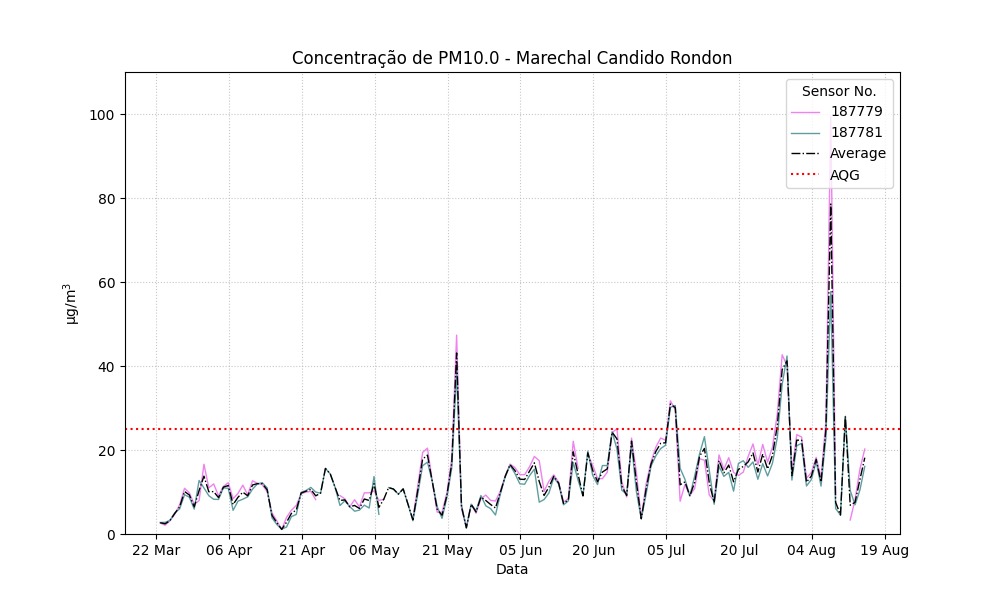 Concentração de PM10.0 - Marechal Candido Rondon
Sensor No.
187779
187781
Average
AQG
100
80
60
40
20
0
µg/m³
22 Mar 06 Apr 21 Apr 06 May 21 May 05 Jun 20 Jun 05 Jul 20 Jul 04 Aug 19 Aug
Data